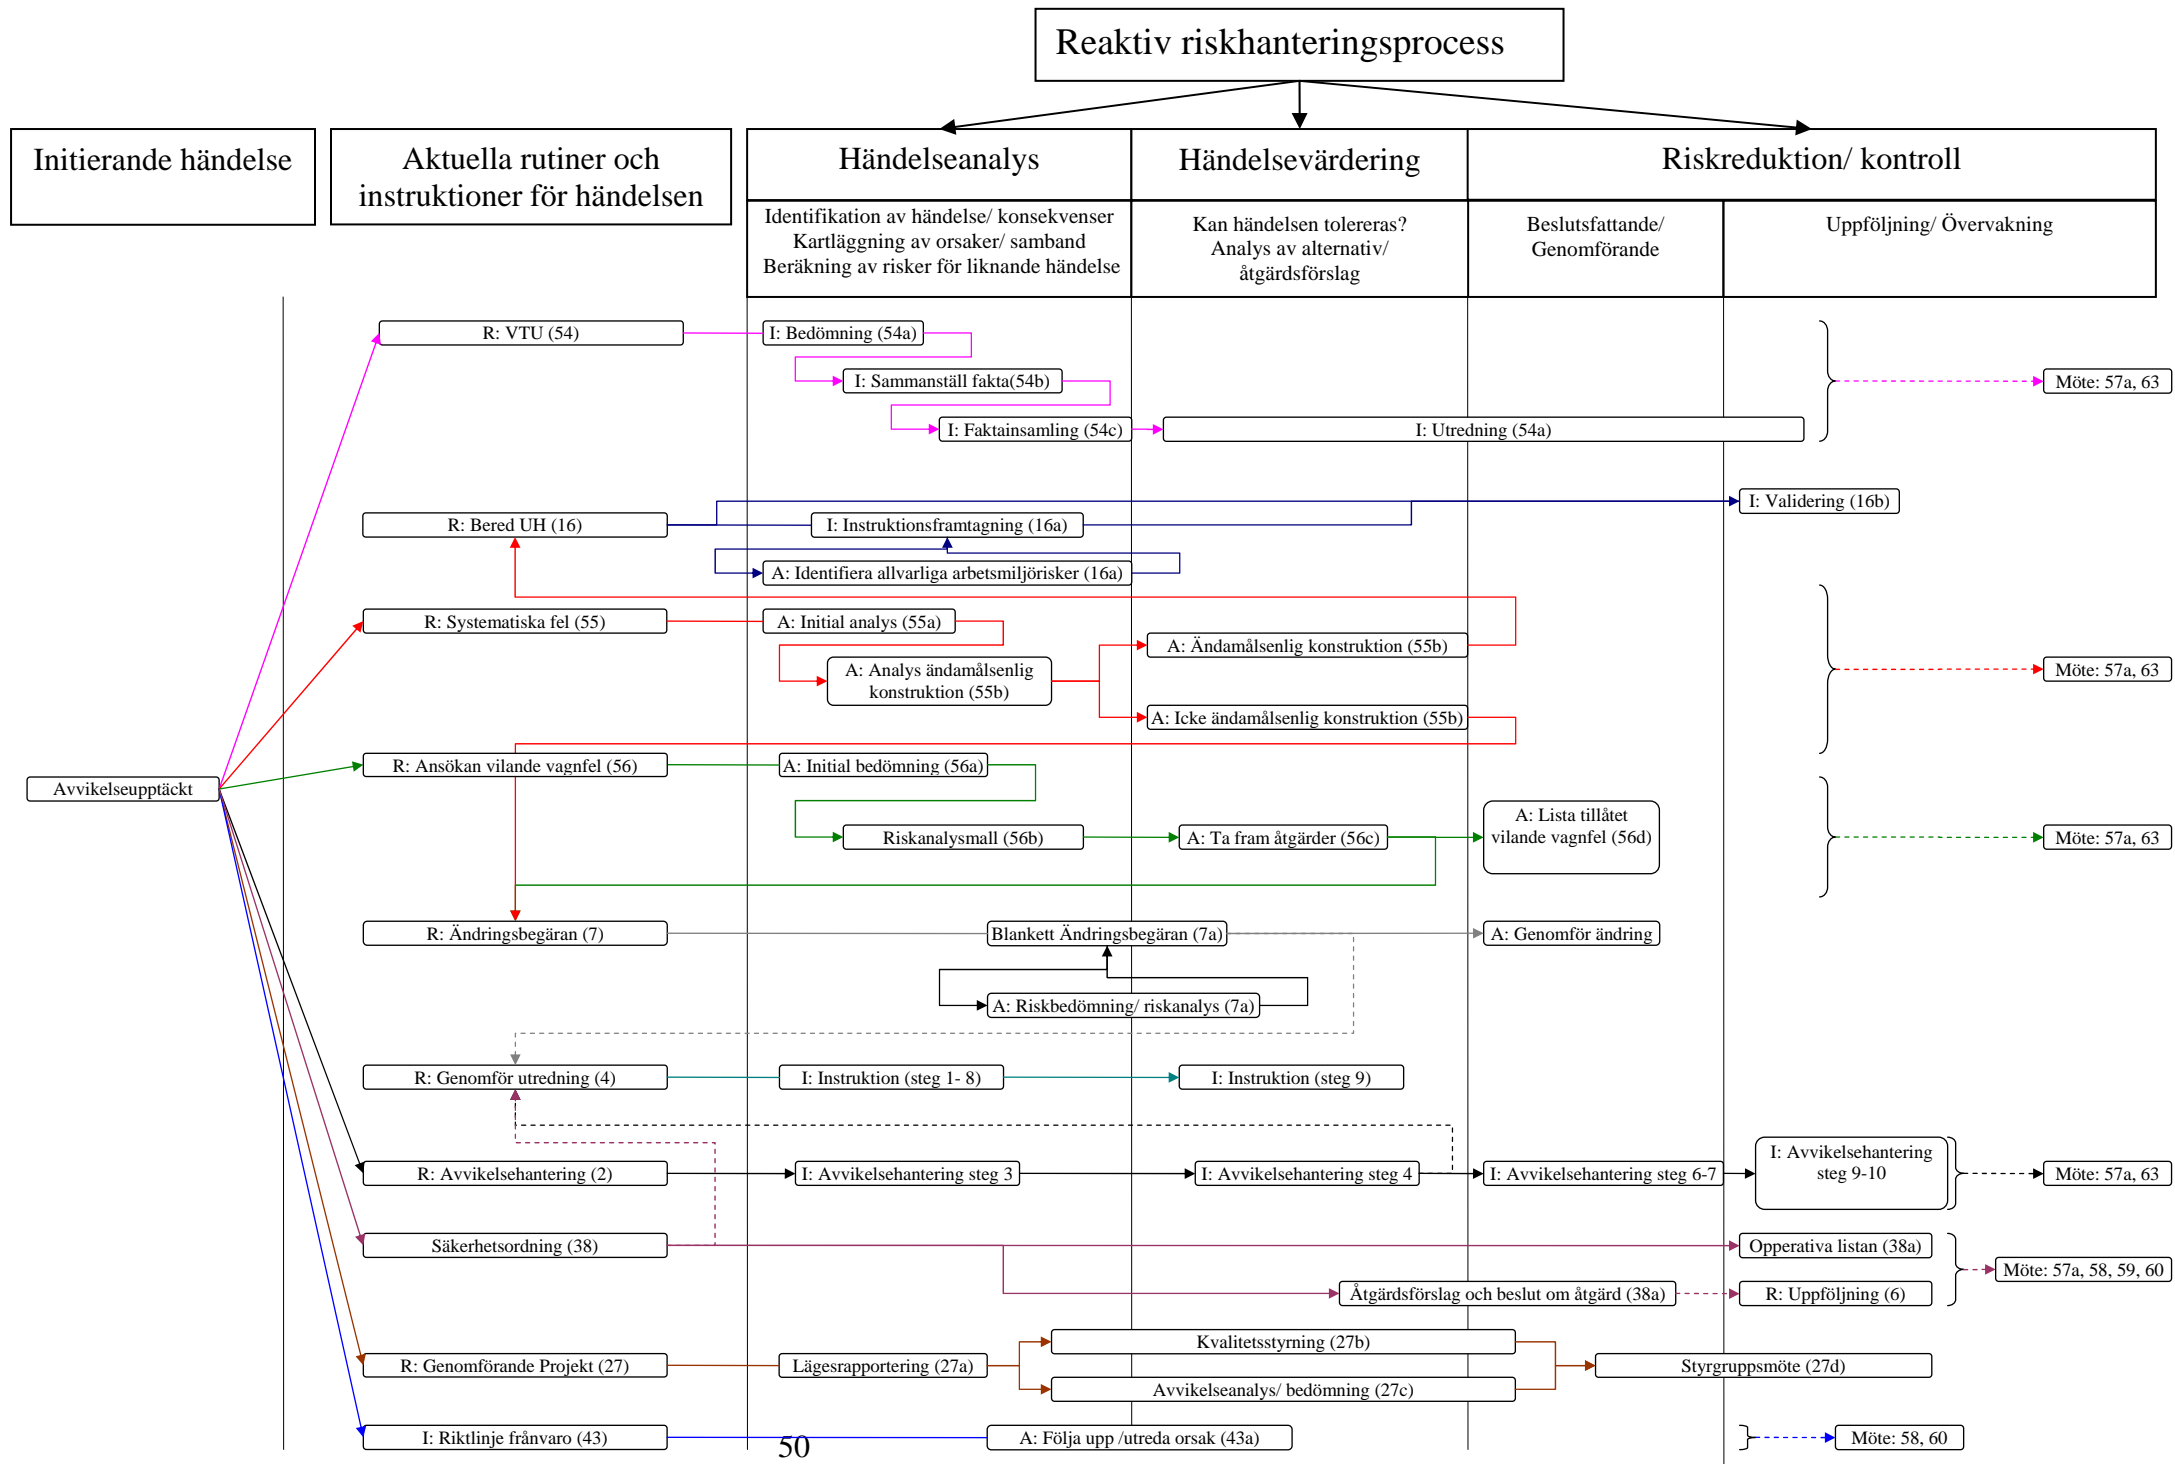 Reaktiv riskhanteringsprocess
Initierande händelse
Aktuella rutiner och
instruktioner för händelsen
Händelseanalys
Händelsevärdering
Riskreduktion/ kontroll
Identifikation av händelse/ konsekvenser
Kartläggning av orsaker/ samband
Beräkning av risker för liknande händelse
Kan händelsen tolereras?
Analys av alternativ/
åtgärdsförslag
Beslutsfattande/
Genomförande
Uppföljning/ Övervakning
R: VTU (54)
I: Bedömning (54a)
I: Sammanställ fakta(54b)
Möte: 57a, 63
I: Faktainsamling (54c)
I: Utredning (54a)
I: Validering (16b)
R: Bered UH (16)
I: Instruktionsframtagning (16a)
A: Identifiera allvarliga arbetsmiljörisker (16a)
R: Systematiska fel (55)
A: Initial analys (55a)
A: Ändamålsenlig konstruktion (55b)
A: Analys ändamålsenlig
konstruktion (55b)
Möte: 57a, 63
A: Icke ändamålsenlig konstruktion (55b)
R: Ansökan vilande vagnfel (56)
A: Initial bedömning (56a)
Avvikelseupptäckt
Riskanalysmall (56b)
A: Ta fram åtgärder (56c)
A: Lista tillåtet
vilande vagnfel (56d)
Möte: 57a, 63
R: Ändringsbegäran (7)
Blankett Ändringsbegäran (7a)
A: Genomför ändring
A: Riskbedömning/ riskanalys (7a)
R: Genomför utredning (4)
I: Instruktion (steg 1- 8)
I: Instruktion (steg 9)
R: Avvikelsehantering (2)
I: Avvikelsehantering steg 3
I: Avvikelsehantering steg 4
I: Avvikelsehantering steg 6-7
I: Avvikelsehantering
steg 9-10
Möte: 57a, 63
Säkerhetsordning (38)
Opperativa listan (38a)
Möte: 57a, 58, 59, 60
Åtgärdsförslag och beslut om åtgärd (38a)
R: Uppföljning (6)
Kvalitetsstyrning (27b)
R: Genomförande Projekt (27)
Lägesrapportering (27a)
Styrgruppsmöte (27d)
Avvikelseanalys/ bedömning (27c)
I: Riktlinje frånvaro (43)
A: Följa upp /utreda orsak (43a)
Möte: 58, 60
50